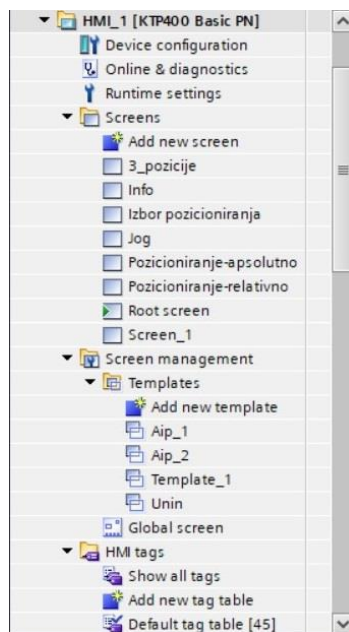 HMI_1 [KTP400 Basic PN]
Device configuration
Online & diagnostics
Runtime settings
Screens
Add new screen
3_pozicije
Info
Izbor pozicioniranja
Jog
Pozicioniranje-apsolutno
Pozicioniranje-relativno
Root screen
Screen_1
Screen management
Templates
Add new template
Aip_1
Aip_2
Template_1
Unin
Global screen
HMI tags
Show all tags
Add new tag table
Default tag table [45]